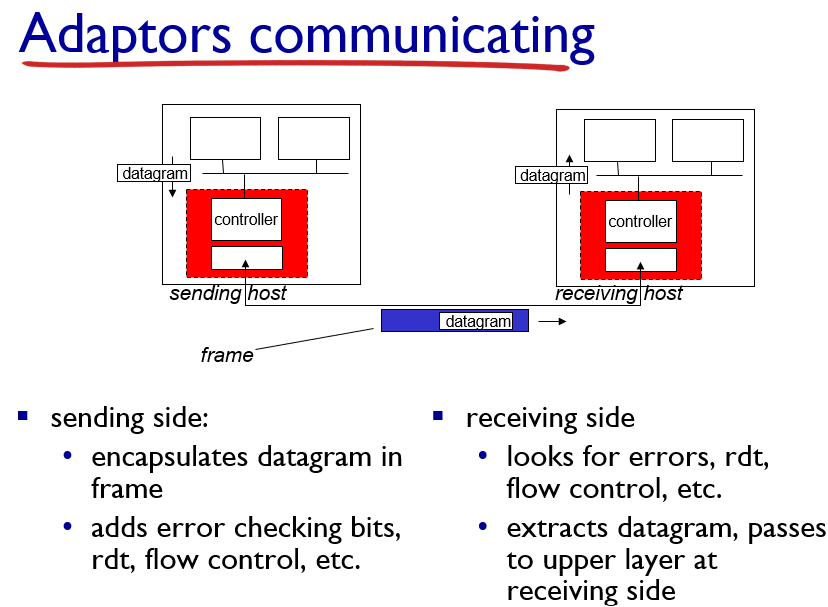 Adaptors communicating
datagram
datagram
controller
controller
sending host
receiving host
datagram
frame
▪ sending side:
• encapsulates datagram in
frame
• adds error checking bits,
rdt, flow control, etc.
▪ receiving side
• looks for errors, rdt,
flow control, etc.
• extracts datagram, passes
to upper layer at
receiving side